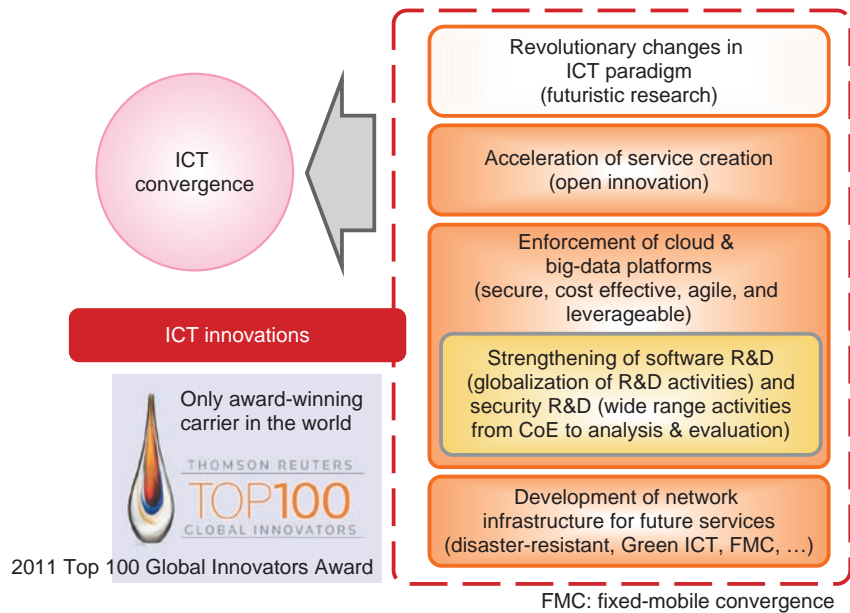 ICT
convergence
ICT innovations
Only award-winning
carrier in the world
THOMSON REUTERS
TOP100
GLOBAL INNOVATORS
2011 Top 100 Global Innovators Award
Revolutionary changes in
ICT paradigm
(futuristic research)
Acceleration of service creation
(open innovation)
Enforcement of cloud &
big-data platforms
(secure, cost effective, agile, and
leverageable)
Strengthening of software R&D
(globalization of R&D activities) and
security R&D (wide range activities
from CoE to analysis & evaluation)
Development of network
infrastructure for future services
(disaster-resistant, Green ICT, FMC, …)
FMC: fixed-mobile convergence